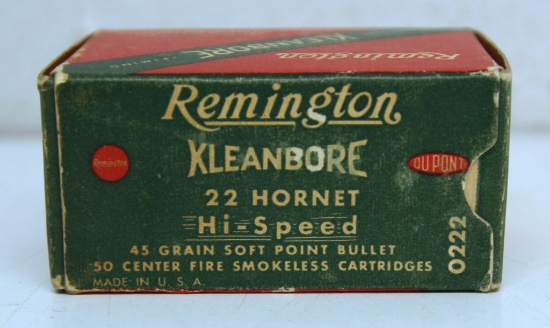 KLEANBORE
PRIMING
Remington
Remington
KLEANBORE
Remington
DU PONT
22 HORNET
Hi-Speed
45 GRAIN SOFT POINT BULLET
50 CENTER FIRE SMOKELESS CARTRIDGES
MADE IN U. S. A.
0222